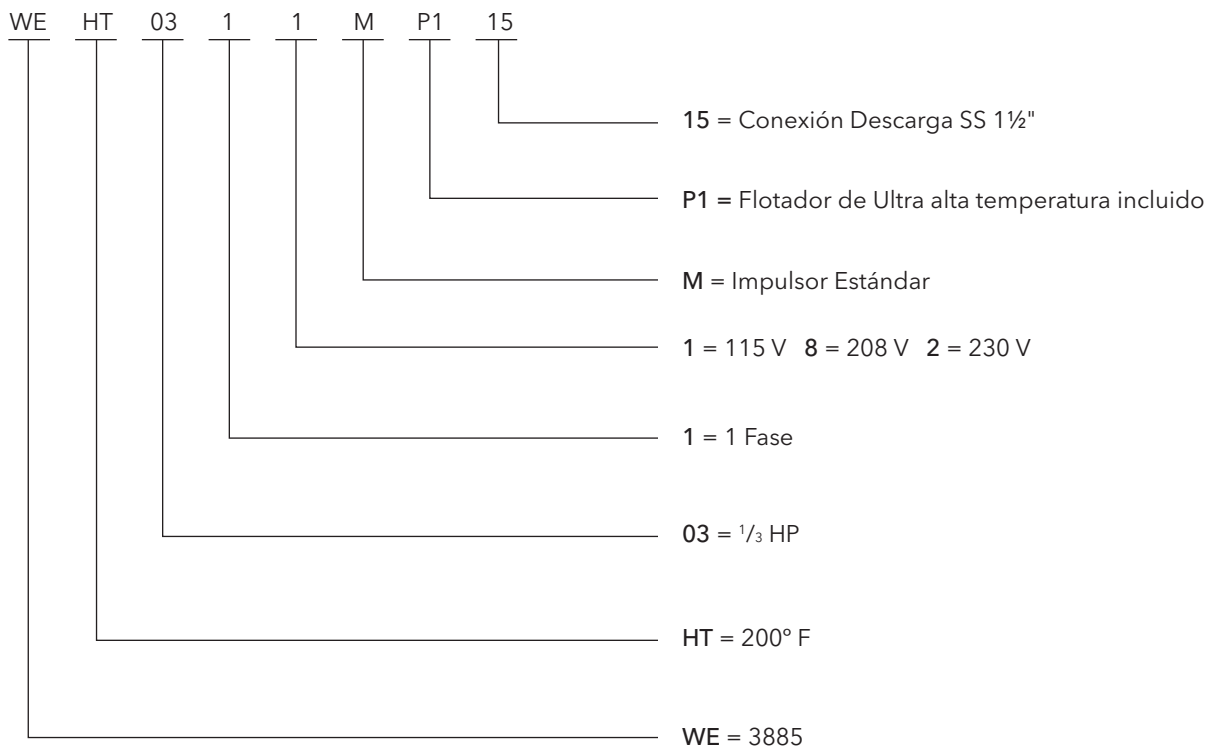 WE HT 03 1 1 M P1 15
15 = Conexión Descarga SS 1½"
P1 = Flotador de Ultra alta temperatura incluido
M = Impulsor Estándar
1 = 115 V 8 = 208 V 2 = 230 V
1 = 1 Fase
03 = 1/3 HP
HT = 200º F
WE = 3885